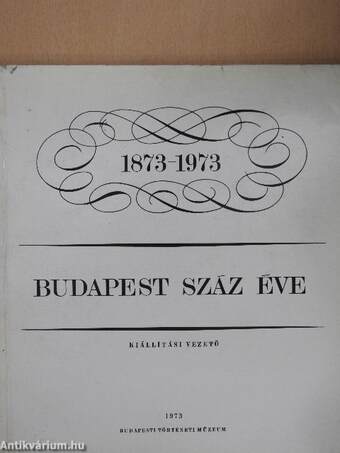 1873-1973
BUDAPEST SZÁZ ÉVE
KIÁLLÍTÁSI VEZETŐ
1973
BUDAPESTI TÖRTÉNETI MÚZEUM
Antikvárium.hu